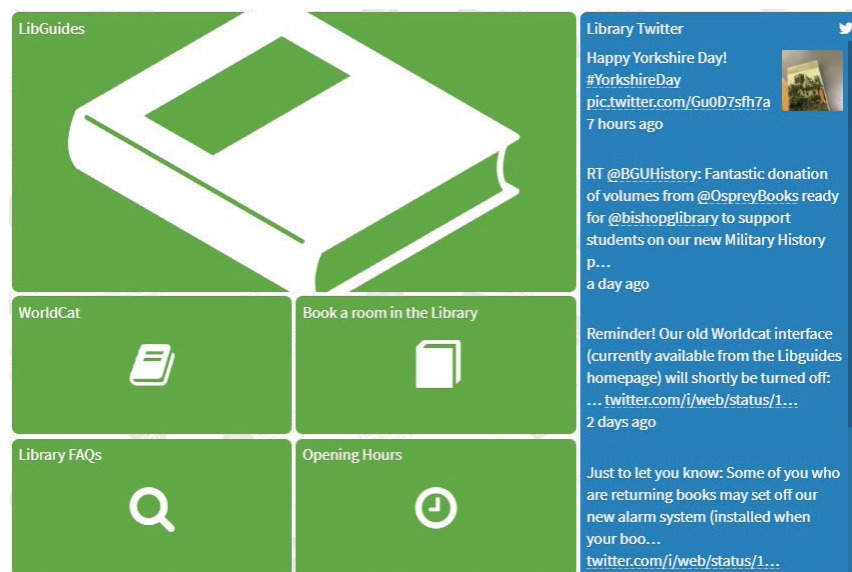 LibGuides
WorldCat
Book a room in the Library
Library FAQs
Opening Hours
Library Twitter
Happy Yorkshire Day!
#YorkshireDay
pic.twitter.com/Gu0D7sfh7a
7 hours ago
RT @BGUHistory: Fantastic donation
of volumes from @OspreyBooks ready
for @bishopglibrary to support
students on our new Military History
p…
a day ago
Reminder! Our old Worldcat interface
(currently available from the Libguides
homepage) will shortly be turned off:
… twitter.com/i/web/status/1…
2 days ago
Just to let you know: Some of you who
are returning books may set off our
new alarm system (installed when
your boo…
twitter.com/i/web/status/1…